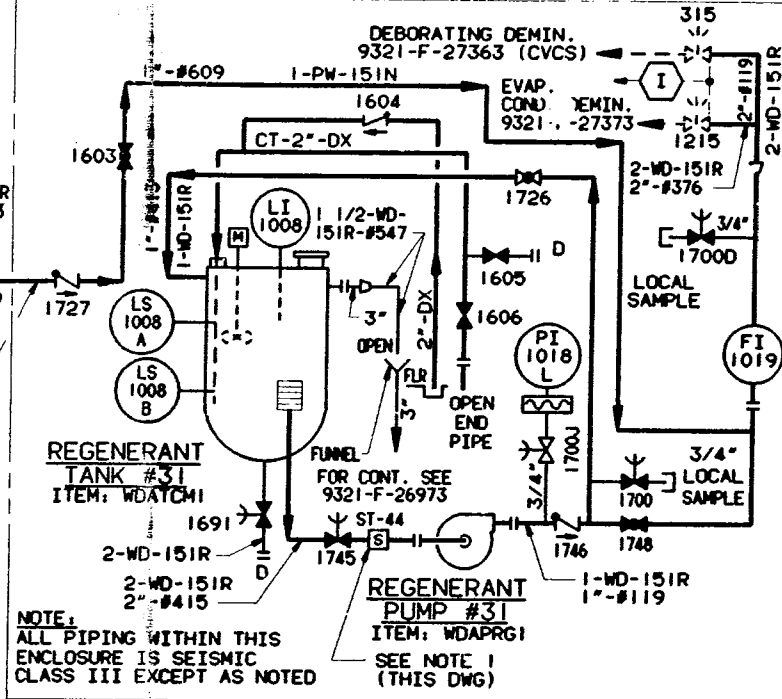 315
DEBORATING DEMIN.
9321-F-27363 (CVCS)
1"-#609
1-PW-151N
EVAP.
I
2"-#119
2-WD-151R
1604
1603
CT-2"-DX
1215
2-WD-151R
2"-#376
1726
1-WD-151R
M
LI
1008
1 1/2-WD-
151R-#547
3/4"
1700D
LOCAL
SAMPLE
D
1605
1606
1727
3"
2"-DX
LS
1008
A
PI
1018
L
FI
1019
OPEN
FLR
LS
1008
B
3"
OPEN
END
PIPE
FUNNEL
1700J
3/4"
REGENERANT
TANK #31
ITEM: WDATCM1
FOR CONT. SEE
9321-F-26973
3/4"
LOCAL
SAMPLE
1700
1691
ST-44
S
1745
1746
1748
2-WD-151R
D
2-WD-151R
2"-#415
REGENERANT
PUMP #31
ITEM: WDAPRG1
1-WD-151R
1"-#119
NOTE:
ALL PIPING WITHIN THIS
ENCLOSURE IS SEISMIC
CLASS III EXCEPT AS NOTED
SEE NOTE 1
(THIS DWG)